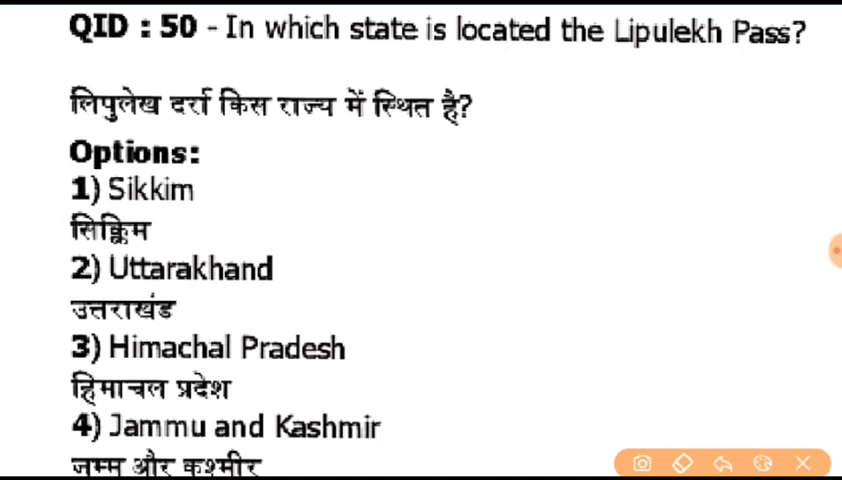 QID : 50 - In which state is located the Lipulekh Pass?
लिपुलेख दर्रा किस राज्य में स्थित है?
Options:
1) Sikkim
सिक्किम
2) Uttarakhand
उत्तराखंड
3) Himachal Pradesh
हिमाचल प्रदेश
4) Jammu and Kashmir
जम्म और कश्मीर